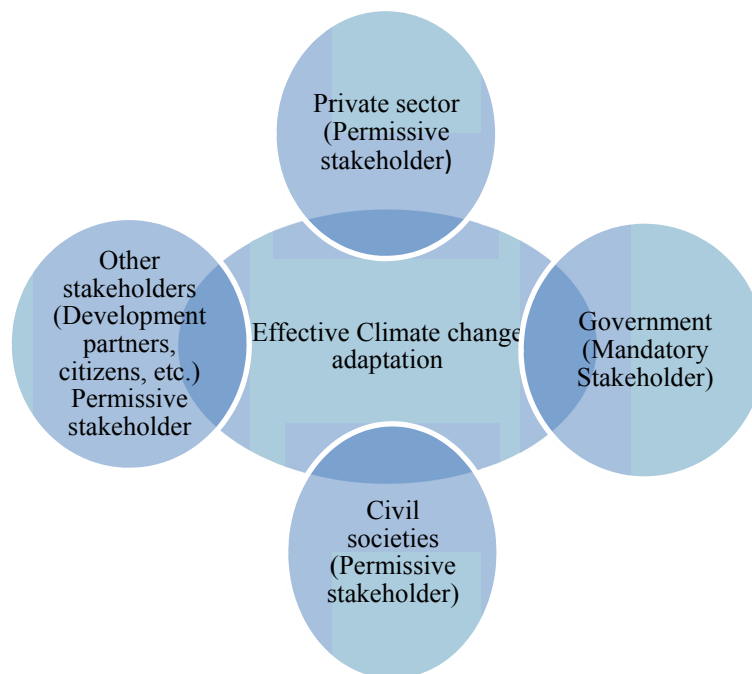 Private sector
(Permissive
stakeholder)
Other
stakeholders
(Development
partners,
citizens, etc.)
Permissive
stakeholder
Effective Climate change
adaptation
Government
(Mandatory
Stakeholder)
Civil
societies
(Permissive
stakeholder)